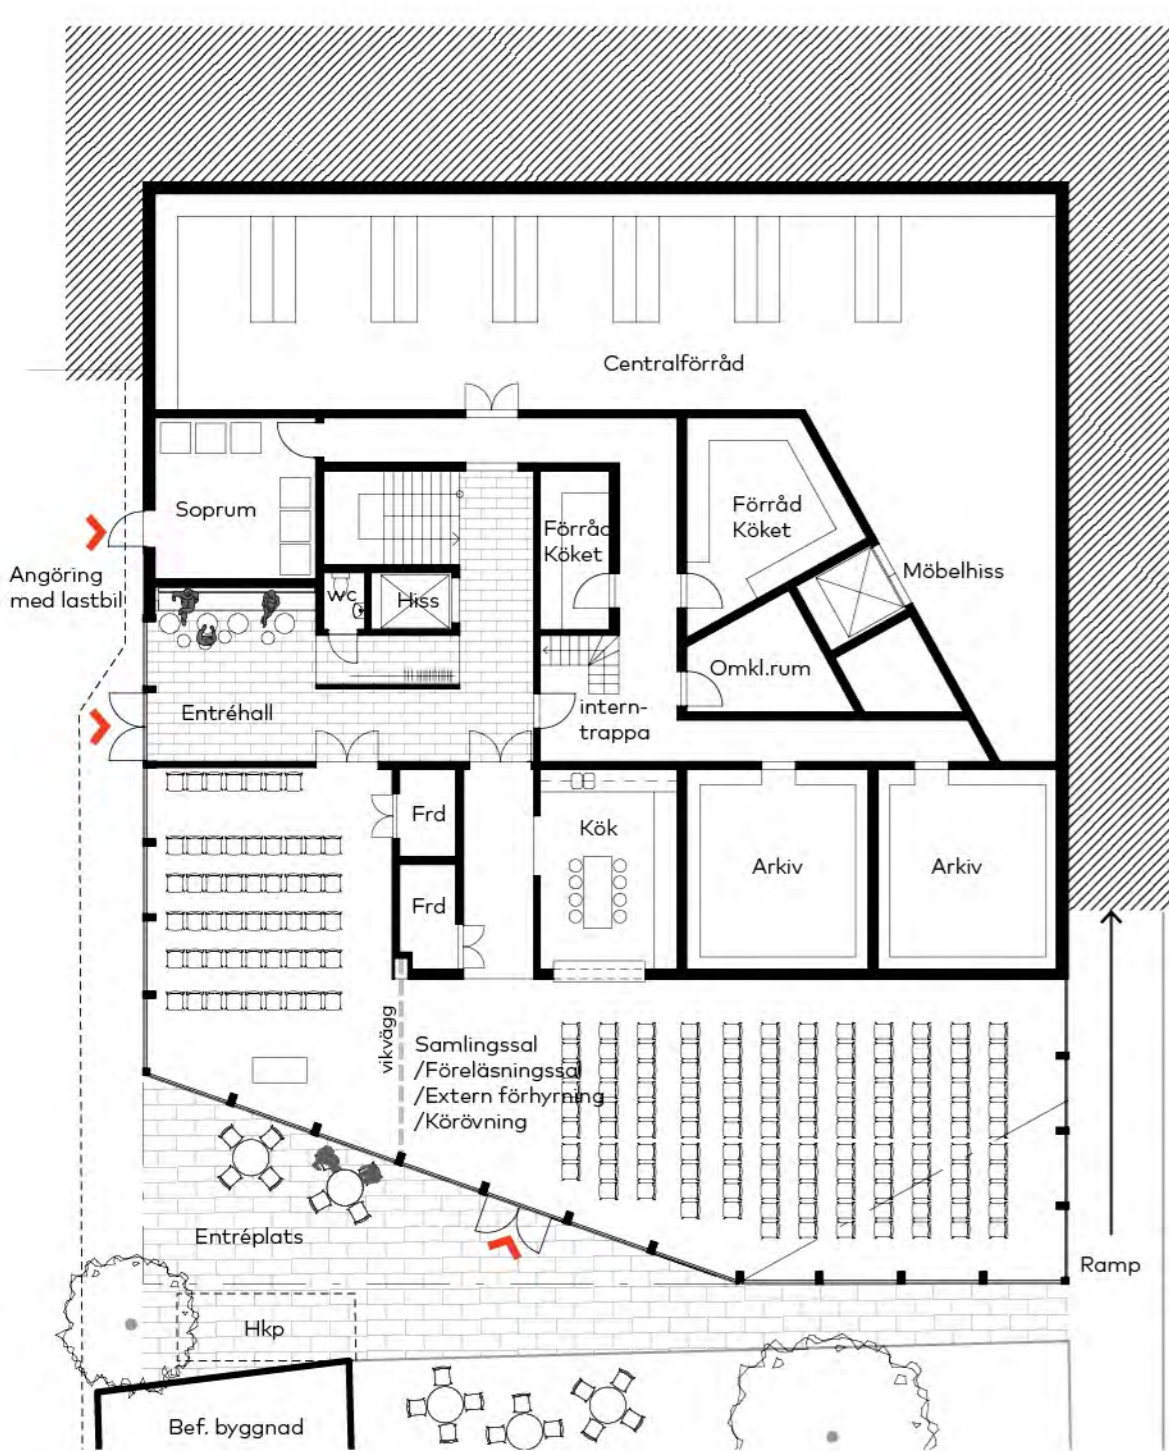 Centralförråd
Soprum
Förråd
Köket
Förråd
Köket
Möbelhiss
Angöring
med lastbil
wc
Hiss
Omkl.rum
Entréhall
intern-
trappa
Frd
Kök
Arkiv
Arkiv
Frd
vikvägg
Samlingssal
/Föreläsningssal
/Extern förhyrning
/Körövning
Entréplats
Ramp
Hkp
Bef. byggnad